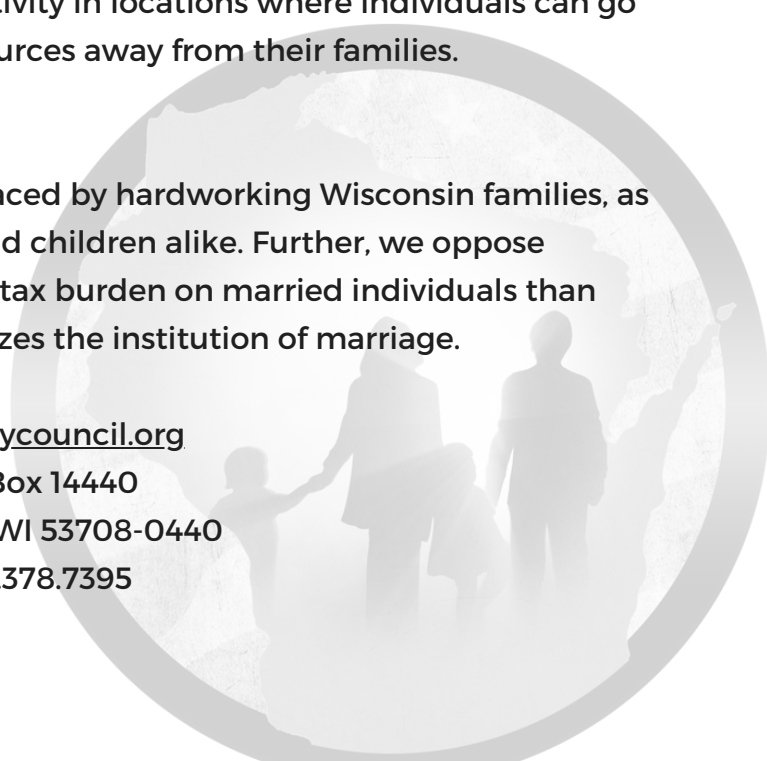 tivity in locations where individuals can go
urces away from their families.
nced by hardworking Wisconsin families, as
d children alike. Further, we oppose
tax burden on married individuals than
zes the institution of marriage.
ycouncil.org
Box 14440
WI 53708-0440
.378.7395